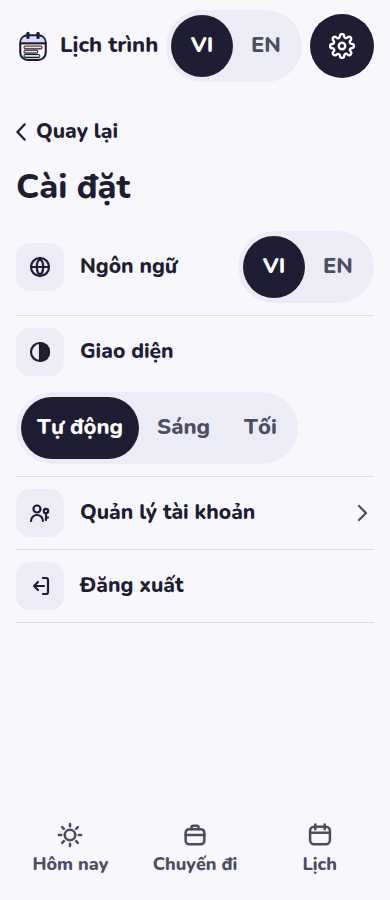 Lịch trình VI EN
Quay lại
Cài đặt
Ngôn ngữ VI EN
Giao diện
Tự động Sáng Tối
Quản lý tài khoản
Đăng xuất
Hôm nay Chuyến đi Lịch